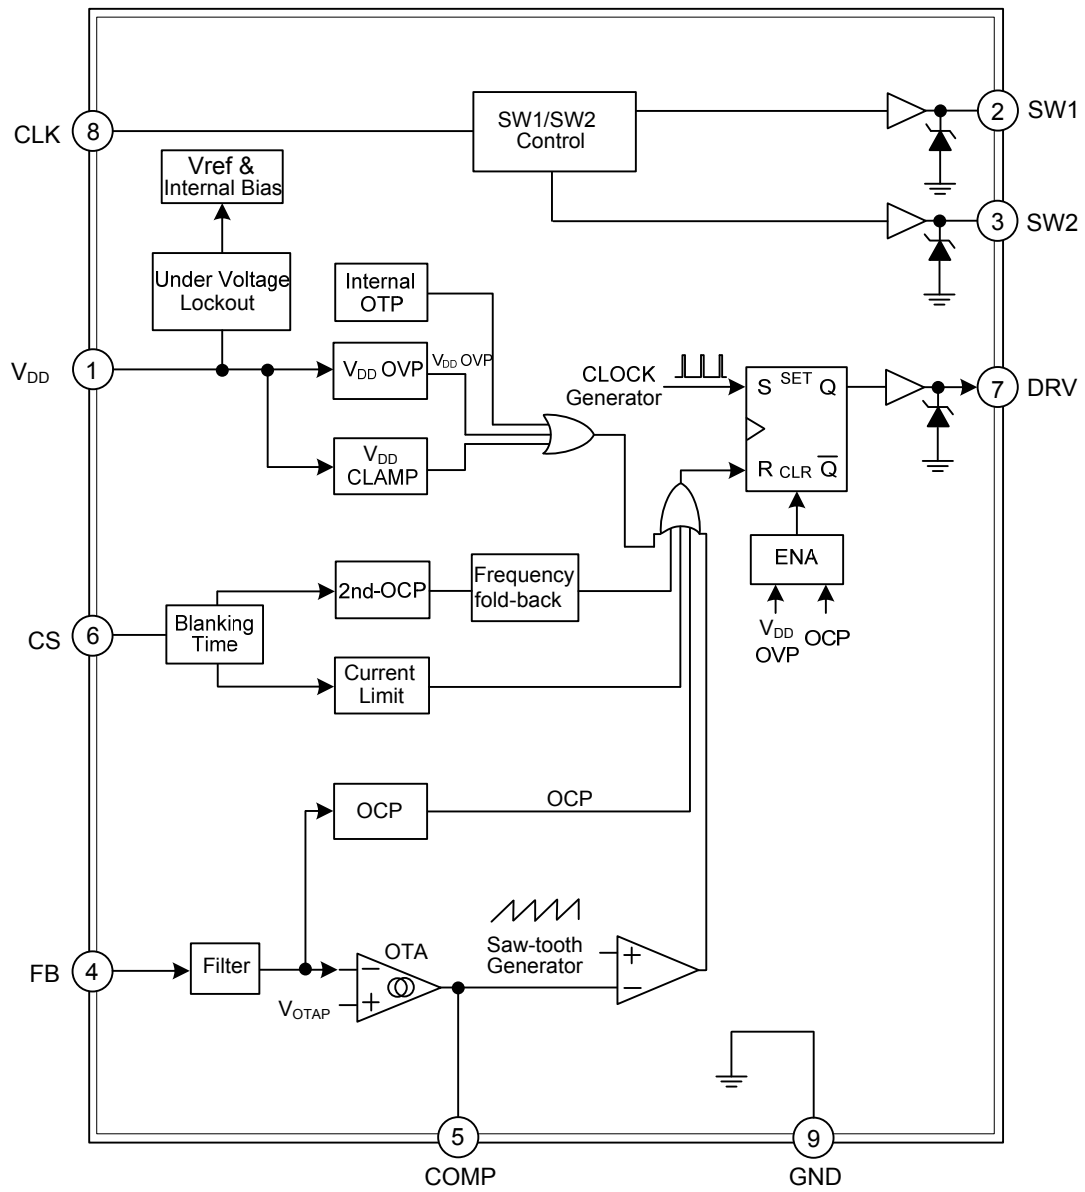 CLK
8
SW1/SW2
Control
2
SW1
Vref &
Internal Bias
3
SW2
Under Voltage
Lockout
Internal
OTP
VDD
1
VDD OVP
VDD OVP
CLOCK
Generator
S SET Q
7
DRV
VDD
CLAMP
R CLR Q̅
ENA
VDD
OVP
OCP
2nd-OCP
Frequency
fold-back
CS
6
Blanking
Time
Current
Limit
OCP
OCP
OTA
Saw-tooth
Generator
+
−
FB
4
Filter
−
+
VOTAP
5
COMP
9
GND